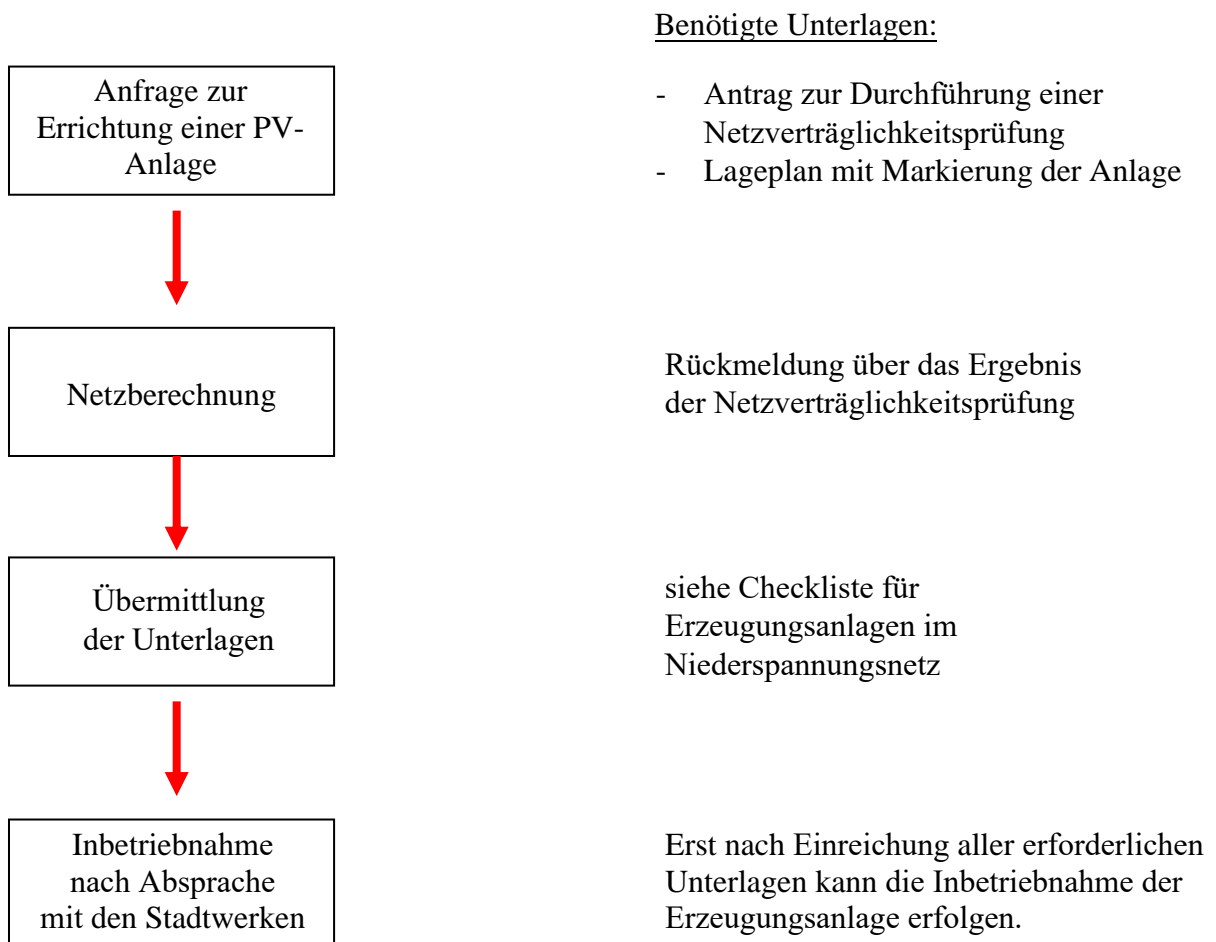 Benötigte Unterlagen:
Anfrage zur
Errichtung einer PV-
Anlage
- Antrag zur Durchführung einer
Netzverträglichkeitsprüfung
- Lageplan mit Markierung der Anlage
Netzberechnung
Rückmeldung über das Ergebnis
der Netzverträglichkeitsprüfung
Übermittlung
der Unterlagen
siehe Checkliste für
Erzeugungsanlagen im
Niederspannungsnetz
Inbetriebnahme
nach Absprache
mit den Stadtwerken
Erst nach Einreichung aller erforderlichen
Unterlagen kann die Inbetriebnahme der
Erzeugungsanlage erfolgen.